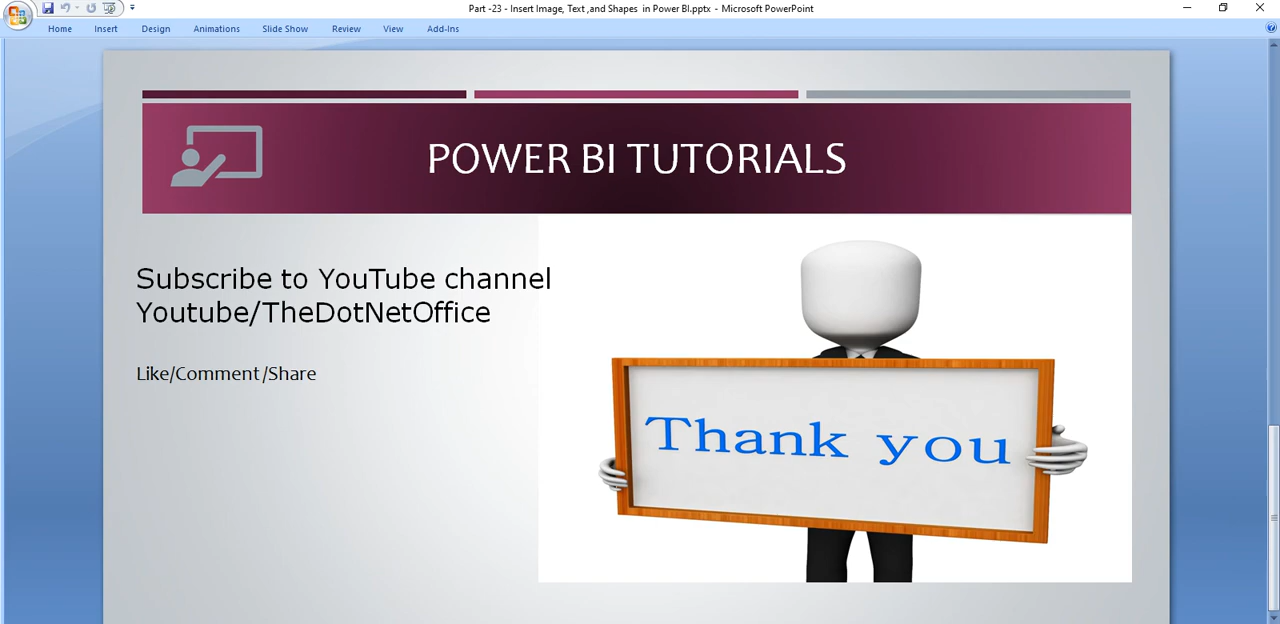 Part -23 - Insert Image, Text ,and Shapes  in Power BI.pptx - Microsoft PowerPoint
Home Insert Design Animations Slide Show Review View Add-Ins
POWER BI TUTORIALS
Subscribe to YouTube channel
Youtube/TheDotNetOffice
Like/Comment/Share
Thank you